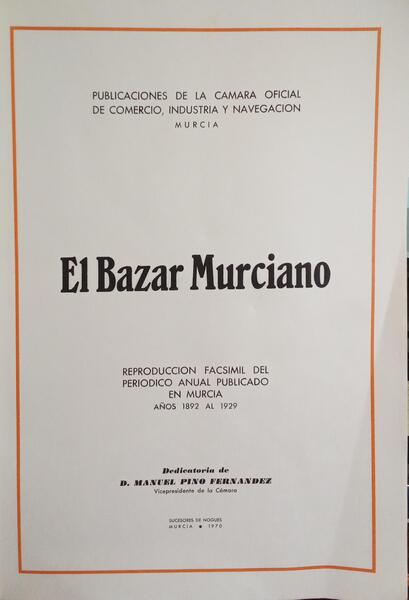 PUBLICACIONES DE LA CAMARA OFICIAL
DE COMERCIO, INDUSTRIA Y NAVEGACION
MURCIA
El Bazar Murciano
REPRODUCCION FACSIMIL DEL
PERIODICO ANUAL PUBLICADO
EN MURCIA
AÑOS 1892 AL 1929
Dedicatoria de
D. MANUEL PINO FERNANDEZ
Vicepresidente de la Cámara
SUCESORES DE NOGUES
MURCIA • 1970